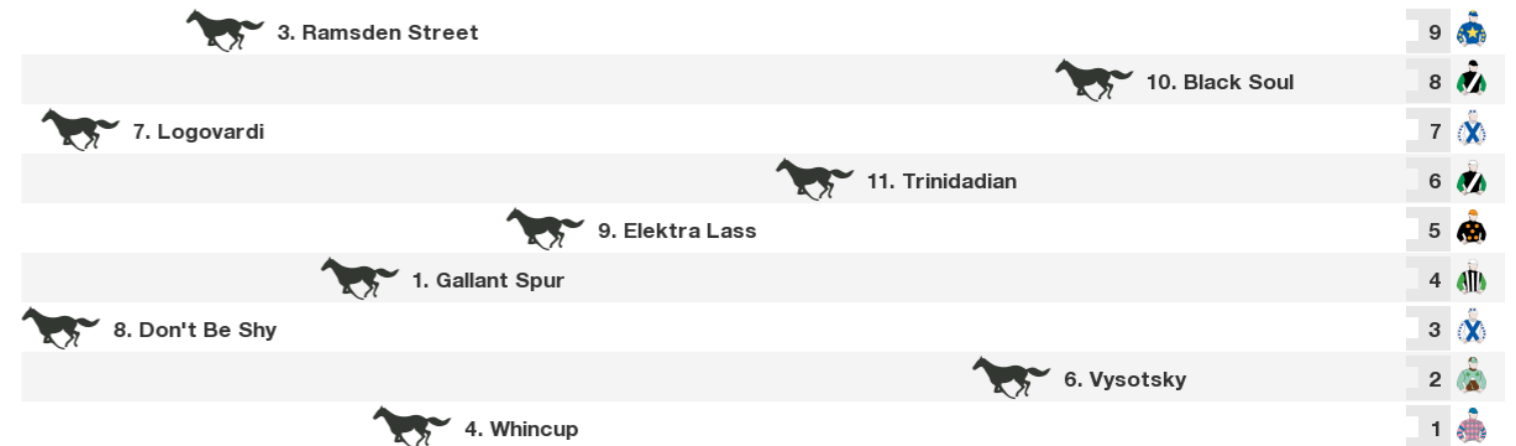 3. Ramsden Street 9
10. Black Soul 8
7. Logovardi 7
11. Trinidadian 6
9. Elektra Lass 5
1. Gallant Spur 4
8. Don't Be Shy 3
6. Vysotsky 2
4. Whincup 1